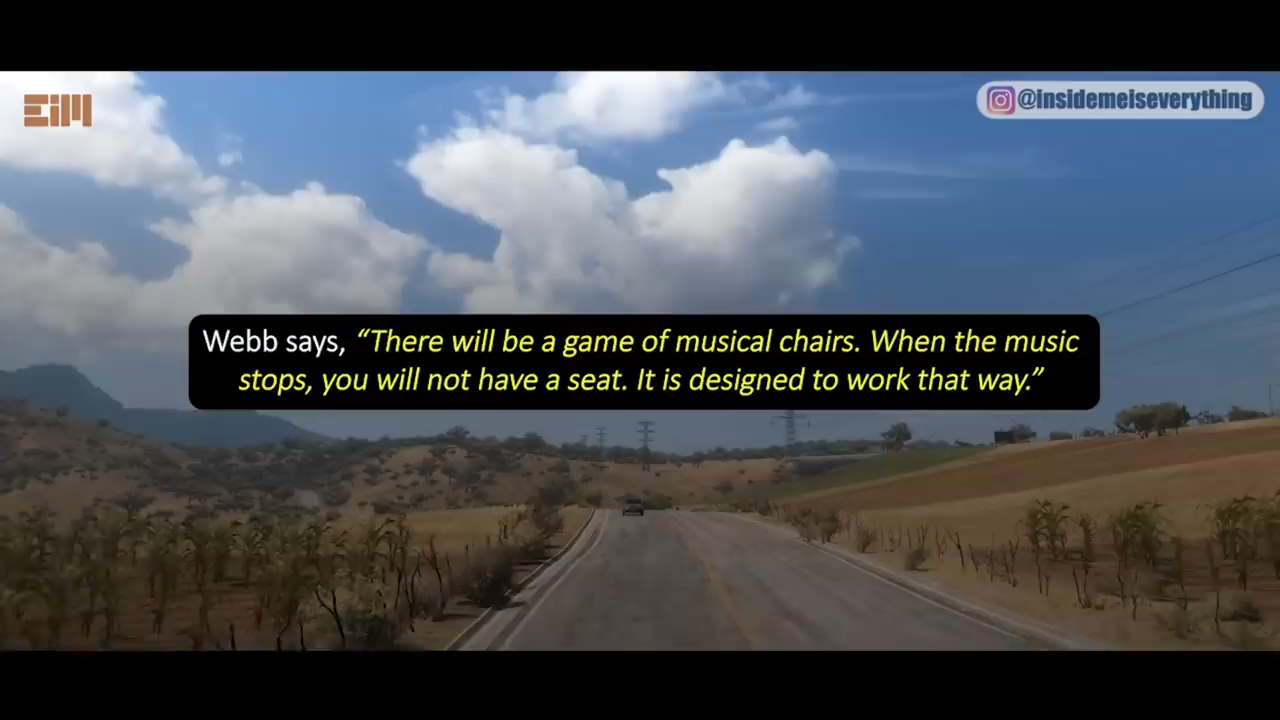 EiM
@insidemeiseverything
Webb says, “There will be a game of musical chairs. When the music
stops, you will not have a seat. It is designed to work that way.”